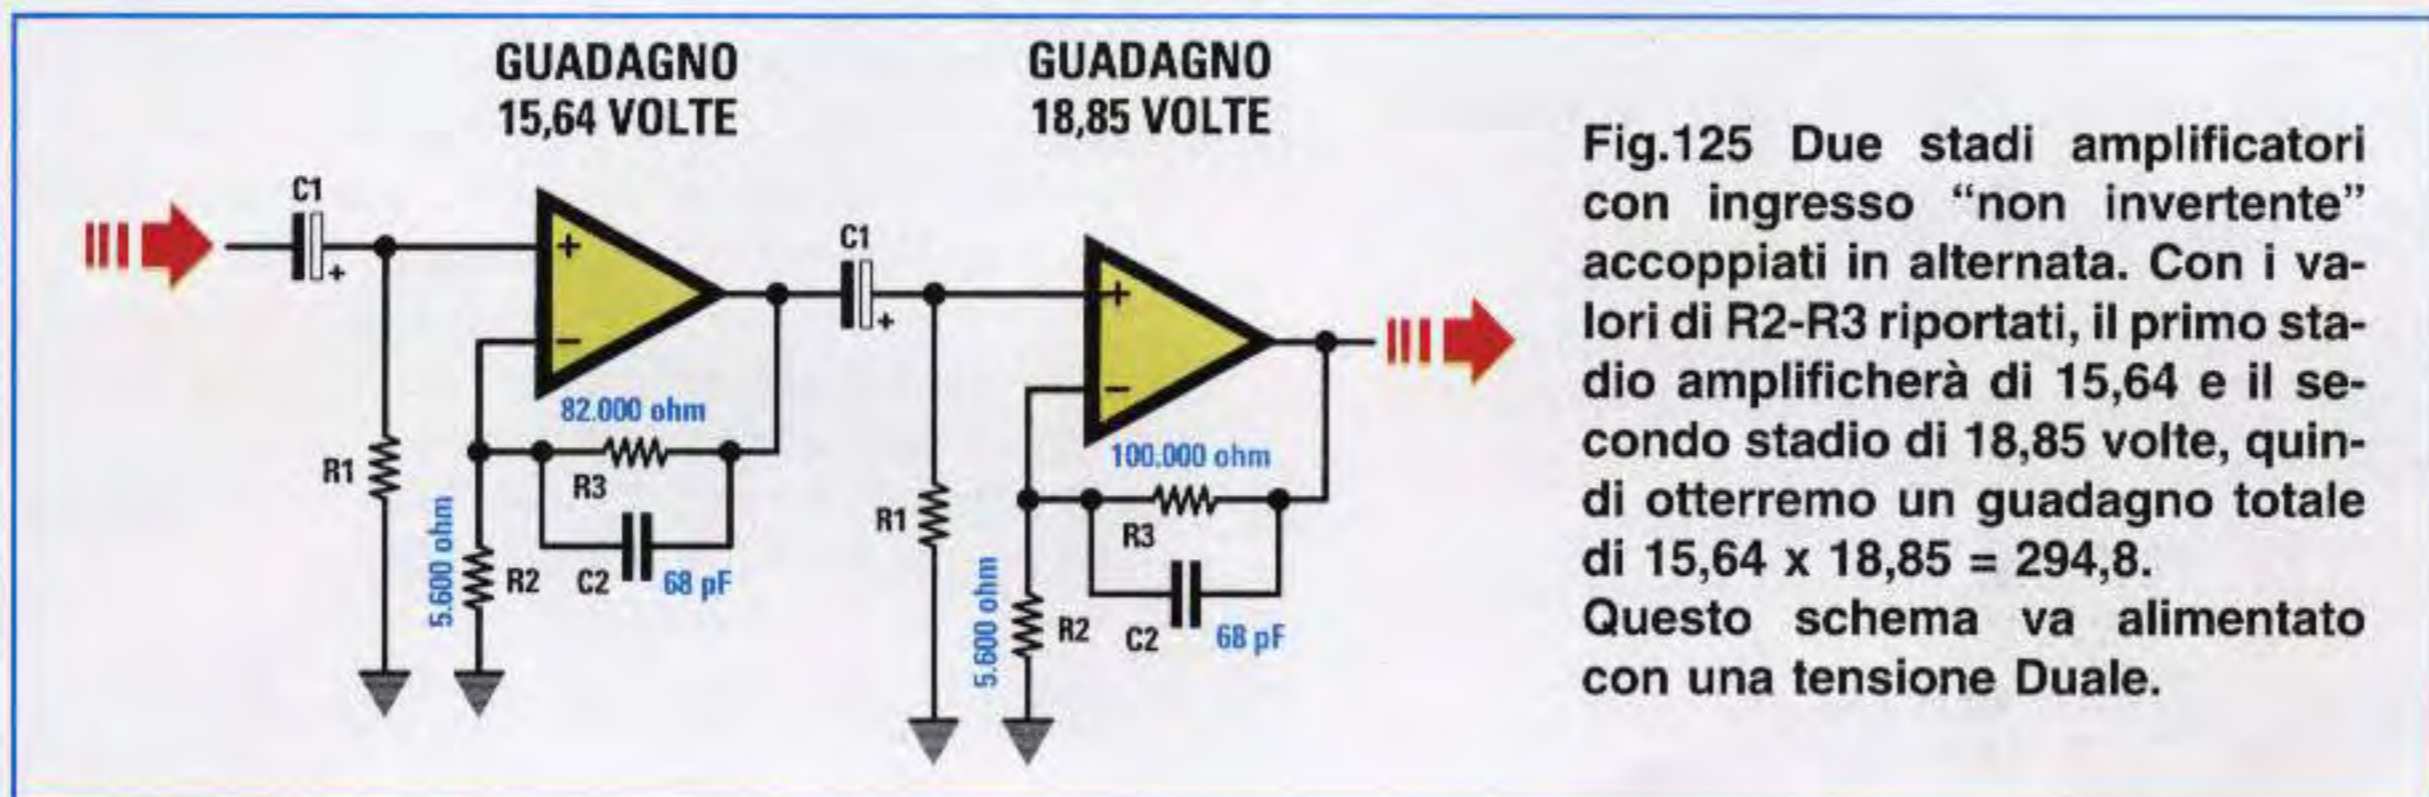 GUADAGNO
15,64 VOLTE
GUADAGNO
18,85 VOLTE
C1
+
+
−
R1
82.000 ohm
R3
5.600 ohm
R2
C2
68 pF
C1
+
+
−
R1
100.000 ohm
R3
5.600 ohm
R2
C2
68 pF
Fig.125 Due stadi amplificatori
con ingresso “non invertente”
accoppiati in alternata. Con i va-
lori di R2-R3 riportati, il primo sta-
dio amplificherà di 15,64 e il se-
condo stadio di 18,85 volte, quin-
di otterremo un guadagno totale
di 15,64 x 18,85 = 294,8.
Questo schema va alimentato
con una tensione Duale.